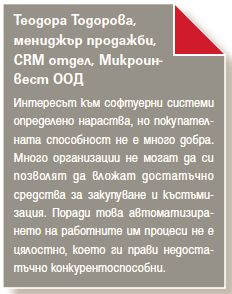 Теодора Тодорова,
мениджър продажби,
CRM отдел, Микроин-
вест ООД
Интересът към софтуерни системи
определено нараства, но покупател-
ната способност не е много добра.
Много организации не могат да си
позволят да вложат достатъчно
средства за закупуване и къстъми-
зация. Поради това автоматизира-
нето на работните им процеси не е
цялостно, което ги прави недоста-
тъчно конкурентоспособни.